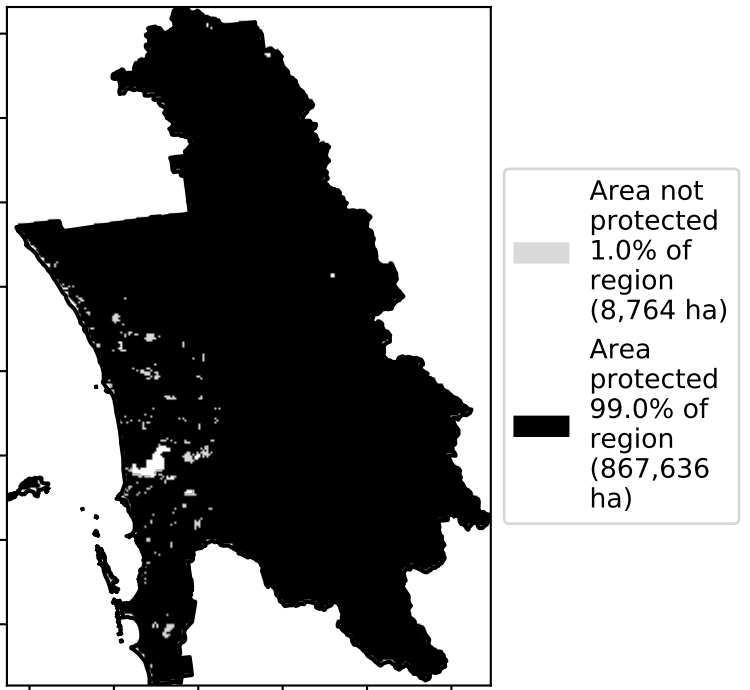 Area not
protected
1.0% of
region
(8,764 ha)
Area
protected
99.0% of
region
(867,636
ha)